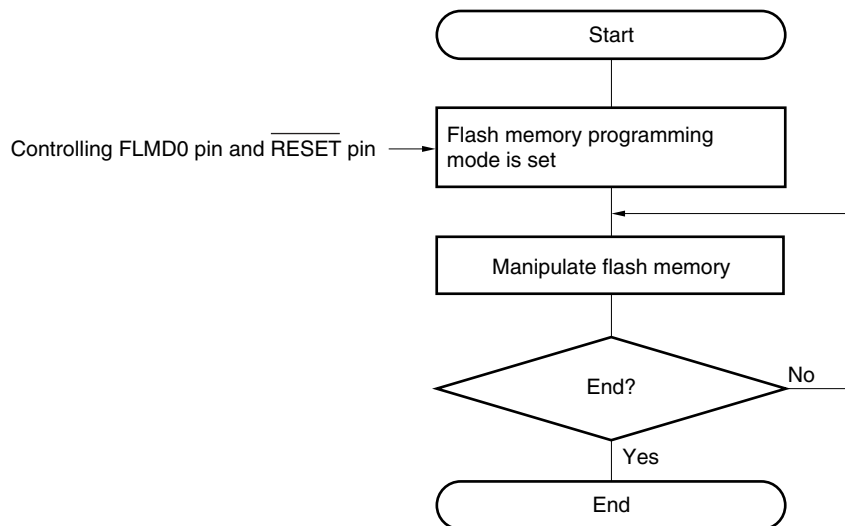 Start
Controlling FLMD0 pin and RESET pin
Flash memory programming
mode is set
Manipulate flash memory
End?
No
Yes
End